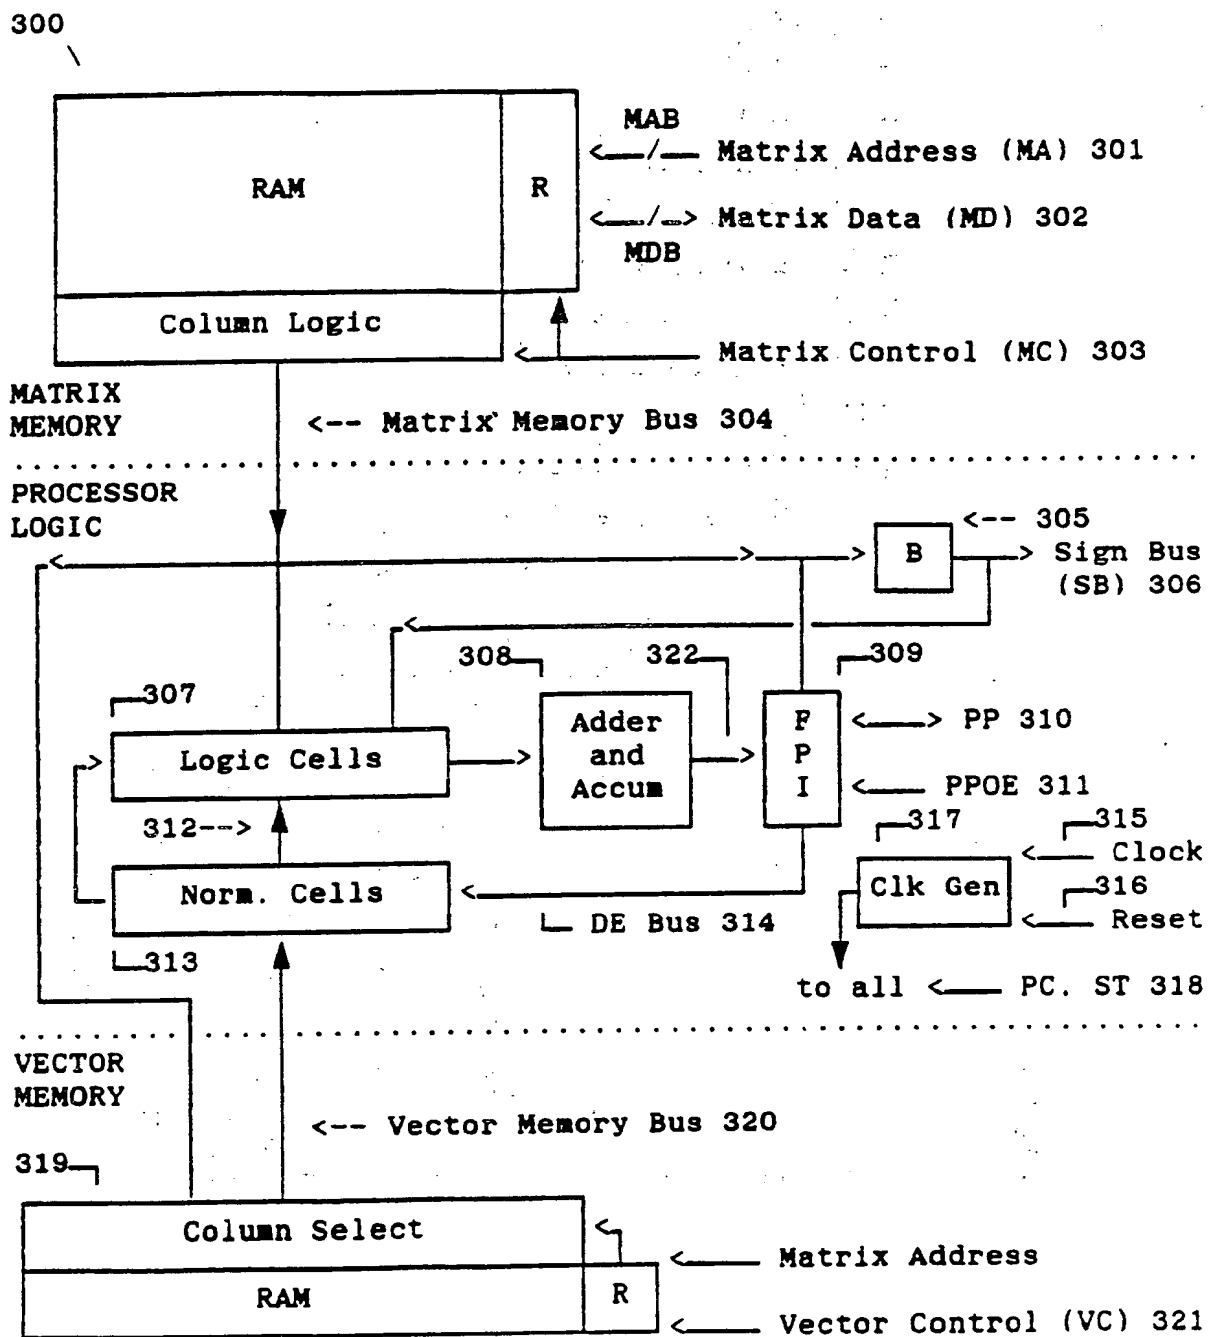 300
MAB
Matrix Address (MA) 301
RAM
R
Matrix Data (MD) 302
MDB
Column Logic
Matrix Control (MC) 303
MATRIX
MEMORY
<-- Matrix Memory Bus 304
PROCESSOR
LOGIC
<-- 305
B
Sign Bus
(SB) 306
308
322
309
307
Adder
and
Accum
F
P
I
PP 310
Logic Cells
PPOE 311
312-->
317
315
Clock
Norm. Cells
Clk Gen
316
DE Bus 314
Reset
313
to all
PC. ST 318
VECTOR
MEMORY
<-- Vector Memory Bus 320
319
Column Select
Matrix Address
RAM
R
Vector Control (VC) 321